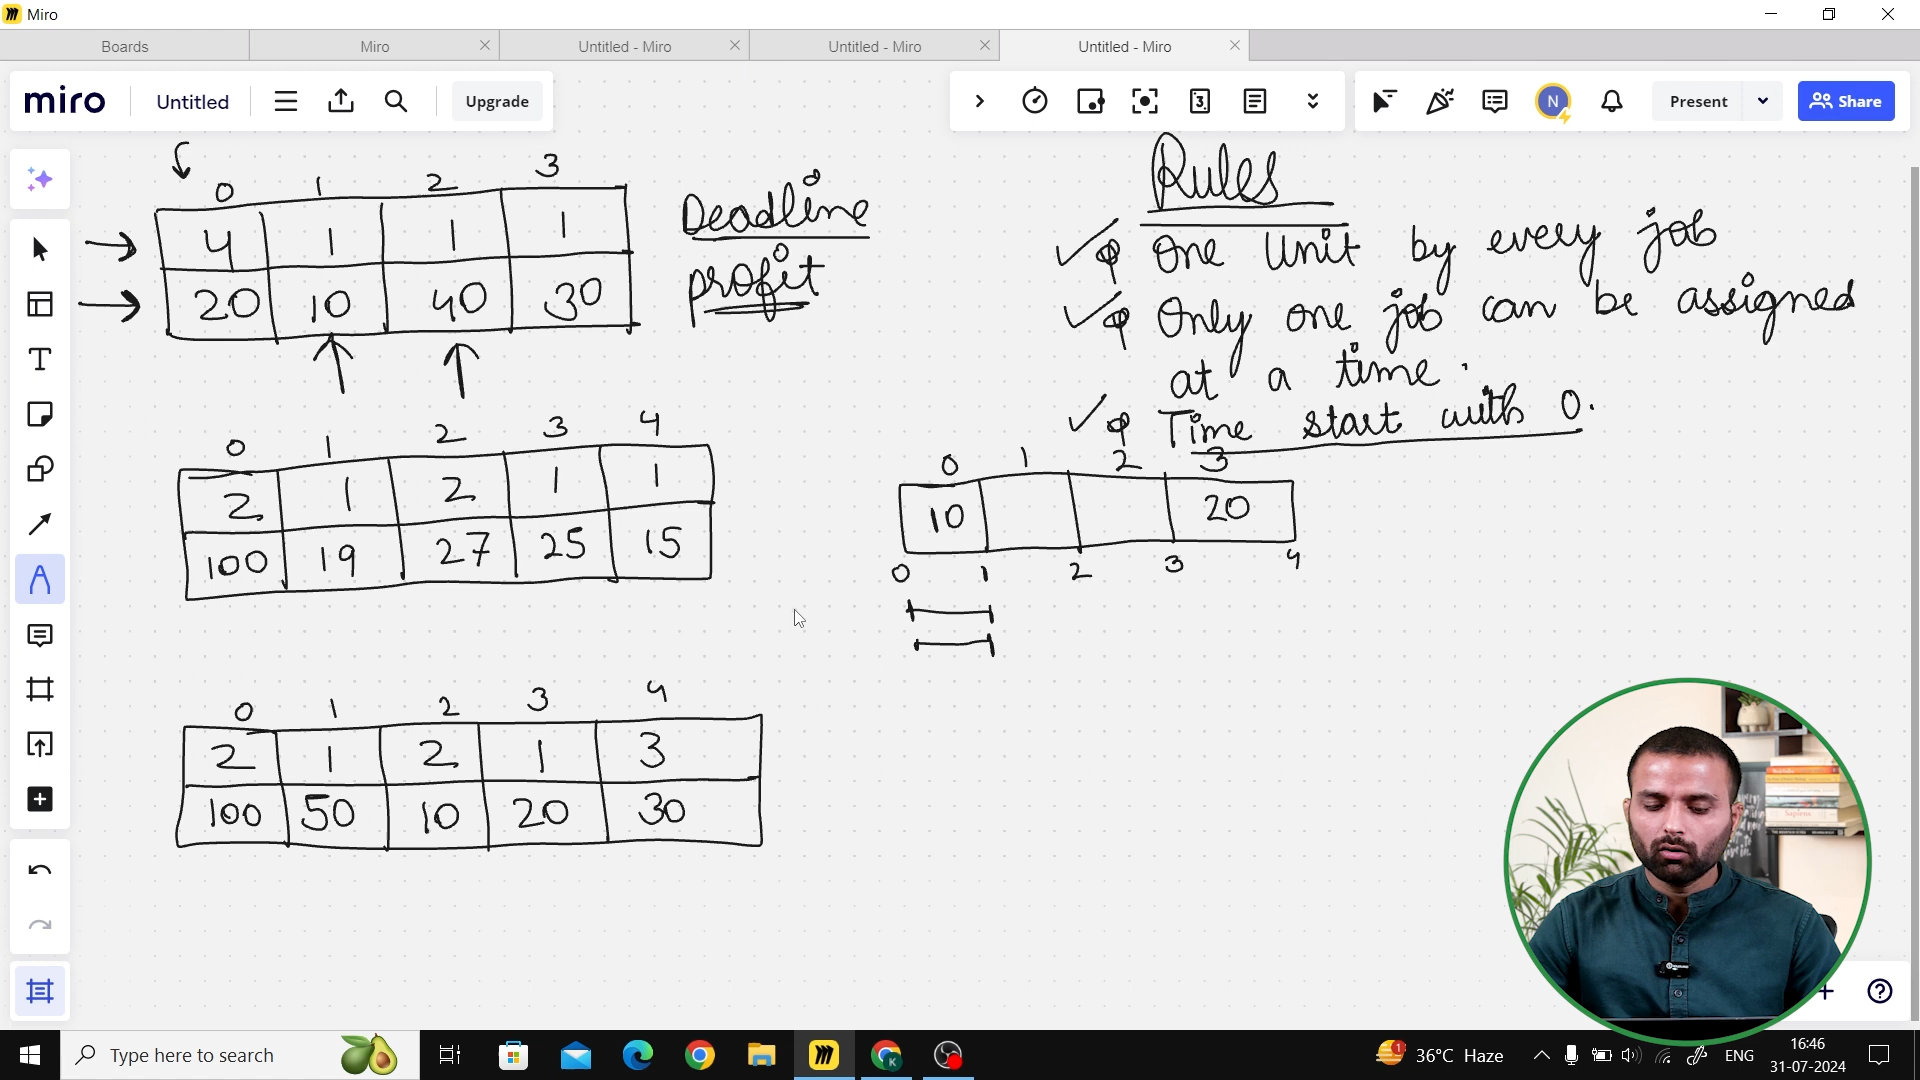 Miro
Boards
Miro
Untitled - Miro
Untitled - Miro
Untitled - Miro
miro
Untitled
Upgrade
3
N
Present
Share
0 1 2 3
4 1 1 1
20 10 40 30
Deadline
profit
Rules
One Unit by every job
Only one job can be assigned
at a time.
Time start with 0.
0 1 2 3 4
2 1 2 1 1
100 19 27 25 15
0 1 2 3
10 20
0 1 2 3 4
0 1 2 3 4
2 1 2 1 3
100 50 10 20 30
Type here to search
K
1
36°C Haze
ENG
16:46
31-07-2024